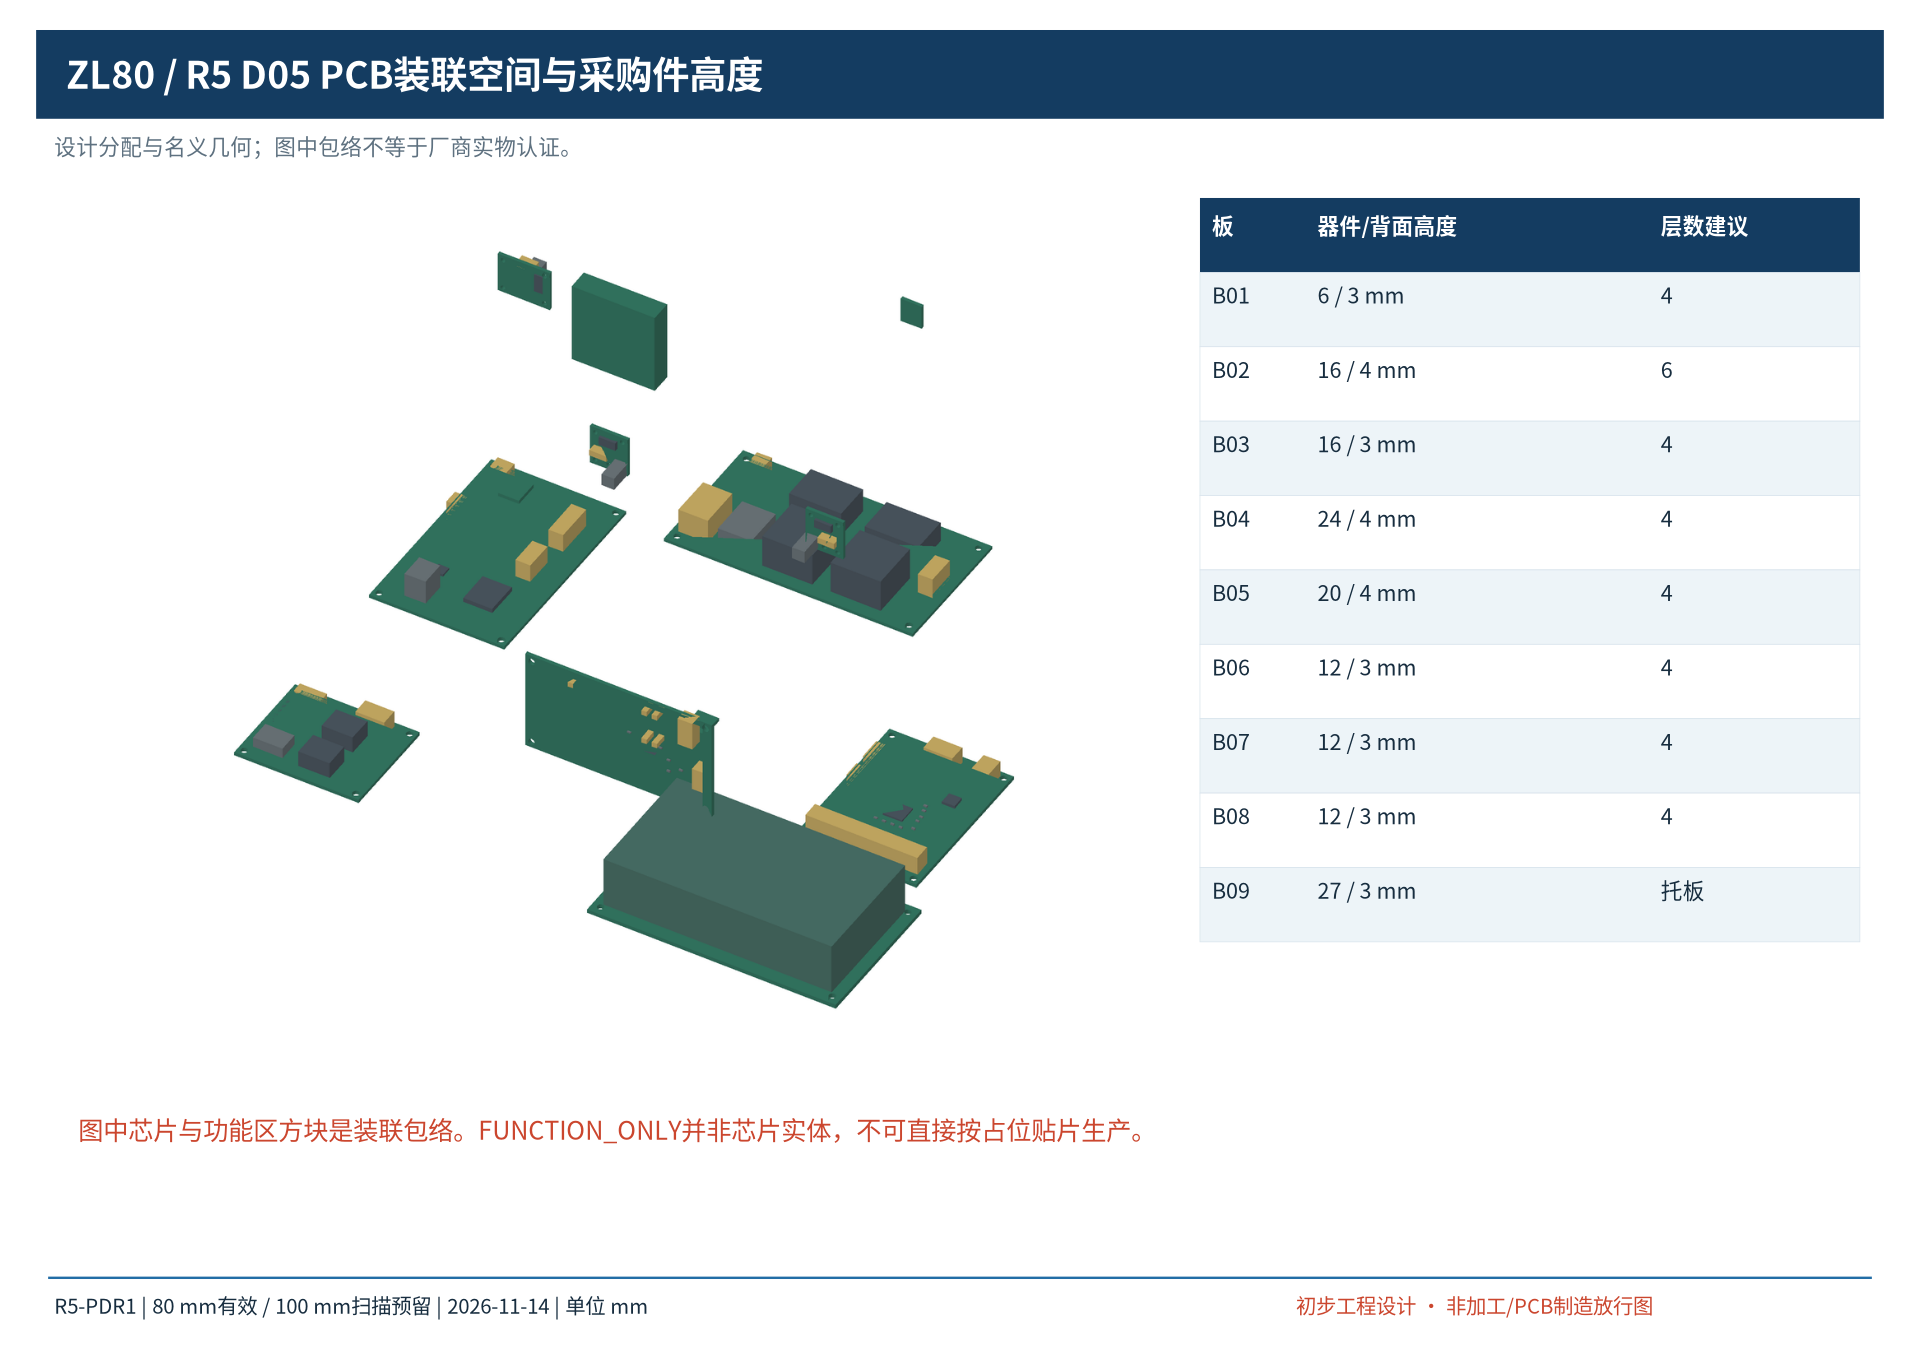 ZL80 / R5 D05 PCB装联空间与采购件高度
设计分配与名义几何；图中包络不等于厂商实物认证。
板 器件/背面高度 层数建议
B01 6 / 3 mm 4
B02 16 / 4 mm 6
B03 16 / 3 mm 4
B04 24 / 4 mm 4
B05 20 / 4 mm 4
B06 12 / 3 mm 4
B07 12 / 3 mm 4
B08 12 / 3 mm 4
B09 27 / 3 mm 托板
图中芯片与功能区方块是装联包络。FUNCTION_ONLY并非芯片实体，不可直接按占位贴片生产。
R5-PDR1 | 80 mm有效 / 100 mm扫描预留 | 2026-11-14 | 单位 mm
初步工程设计 · 非加工/PCB制造放行图